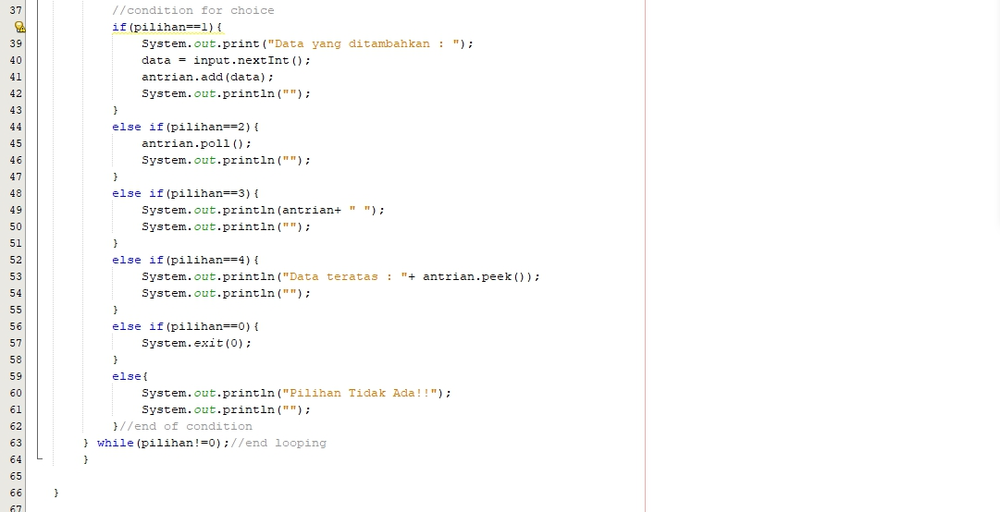 37 //condition for choice
if(pilihan==1){
39 System.out.print("Data yang ditambahkan : ");
40 data = input.nextInt();
41 antrian.add(data);
42 System.out.println("");
43 }
44 else if(pilihan==2){
45 antrian.poll();
46 System.out.println("");
47 }
48 else if(pilihan==3){
49 System.out.println(antrian+ " ");
50 System.out.println("");
51 }
52 else if(pilihan==4){
53 System.out.println("Data teratas : "+ antrian.peek());
54 System.out.println("");
55 }
56 else if(pilihan==0){
57 System.exit(0);
58 }
59 else{
60 System.out.println("Pilihan Tidak Ada!!");
61 System.out.println("");
62 }//end of condition
63 } while(pilihan!=0);//end looping
64 }
65
66 }
67